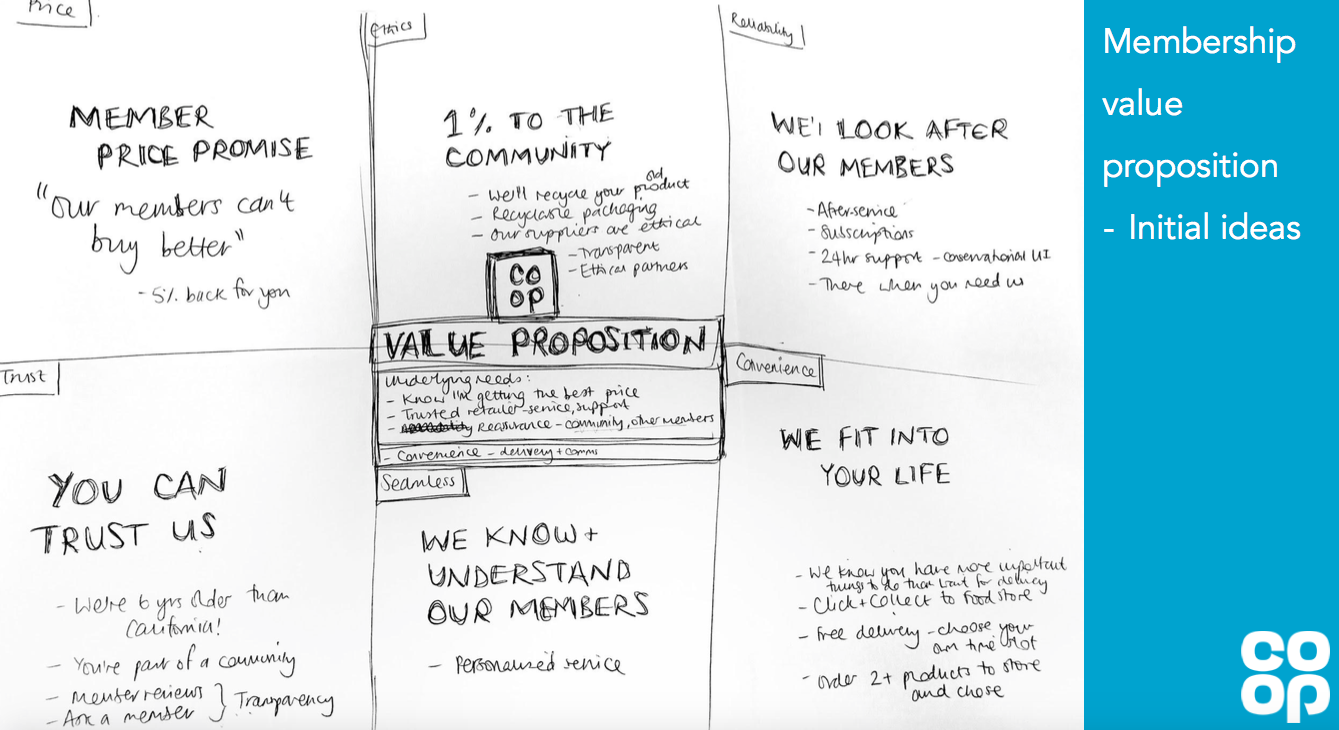 Price
MEMBER
PRICE PROMISE
"Our members can't
buy better"
- 5% back for you
Ethics
1% TO THE
COMMUNITY
- We'll recycle your old product
- Recyclable packaging
- Our suppliers are ethical
- Transparent
- Ethical partners
CO
OP
Reliability
WE'l LOOK AFTER
OUR MEMBERS
- After-service
- Subscriptions
- 24hr support - conservational UI
- There when you need us
VALUE PROPOSITION
Underlying needs:
- Know I'm getting the best price
- Trusted retailer - service, support
- Reassurance - community, other members
- Convenience - delivery + comms
Trust
YOU CAN
TRUST US
- We're 6 yrs older than
California!
- You're part of a community
- Member reviews
- Ask a member
} Transparency
Seamless
WE KNOW +
UNDERSTAND
OUR MEMBERS
- Personalised service
Convenience
WE FIT INTO
YOUR LIFE
- We know you have more important
things to do than wait for delivery
- Click + Collect to food store
- Free delivery - choose your
own time slot
- order 2+ products to store
and chose
Membership
value
proposition
- Initial ideas
CO
OP